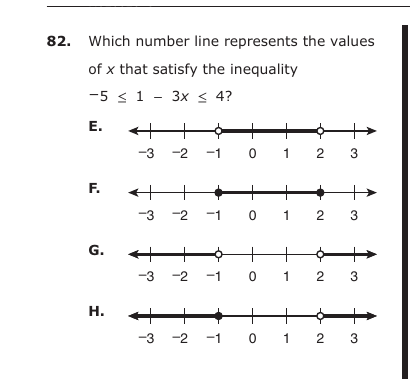 82. Which number line represents the values
of x that satisfy the inequality
−5 ≤ 1 − 3x ≤ 4?
E.
−3 −2 −1 0 1 2 3
F.
−3 −2 −1 0 1 2 3
G.
−3 −2 −1 0 1 2 3
H.
−3 −2 −1 0 1 2 3